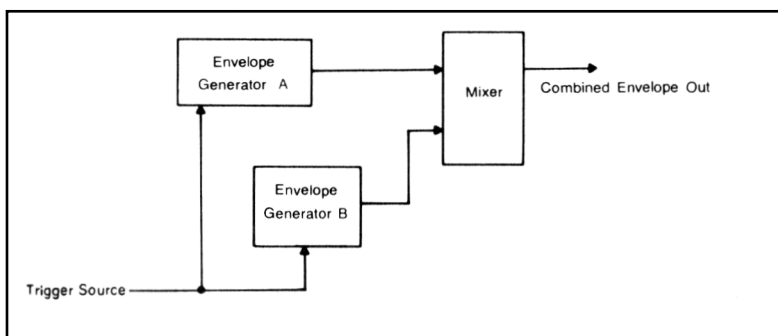 Envelope
Generator A
Mixer
Combined Envelope Out
Envelope
Generator B
Trigger Source